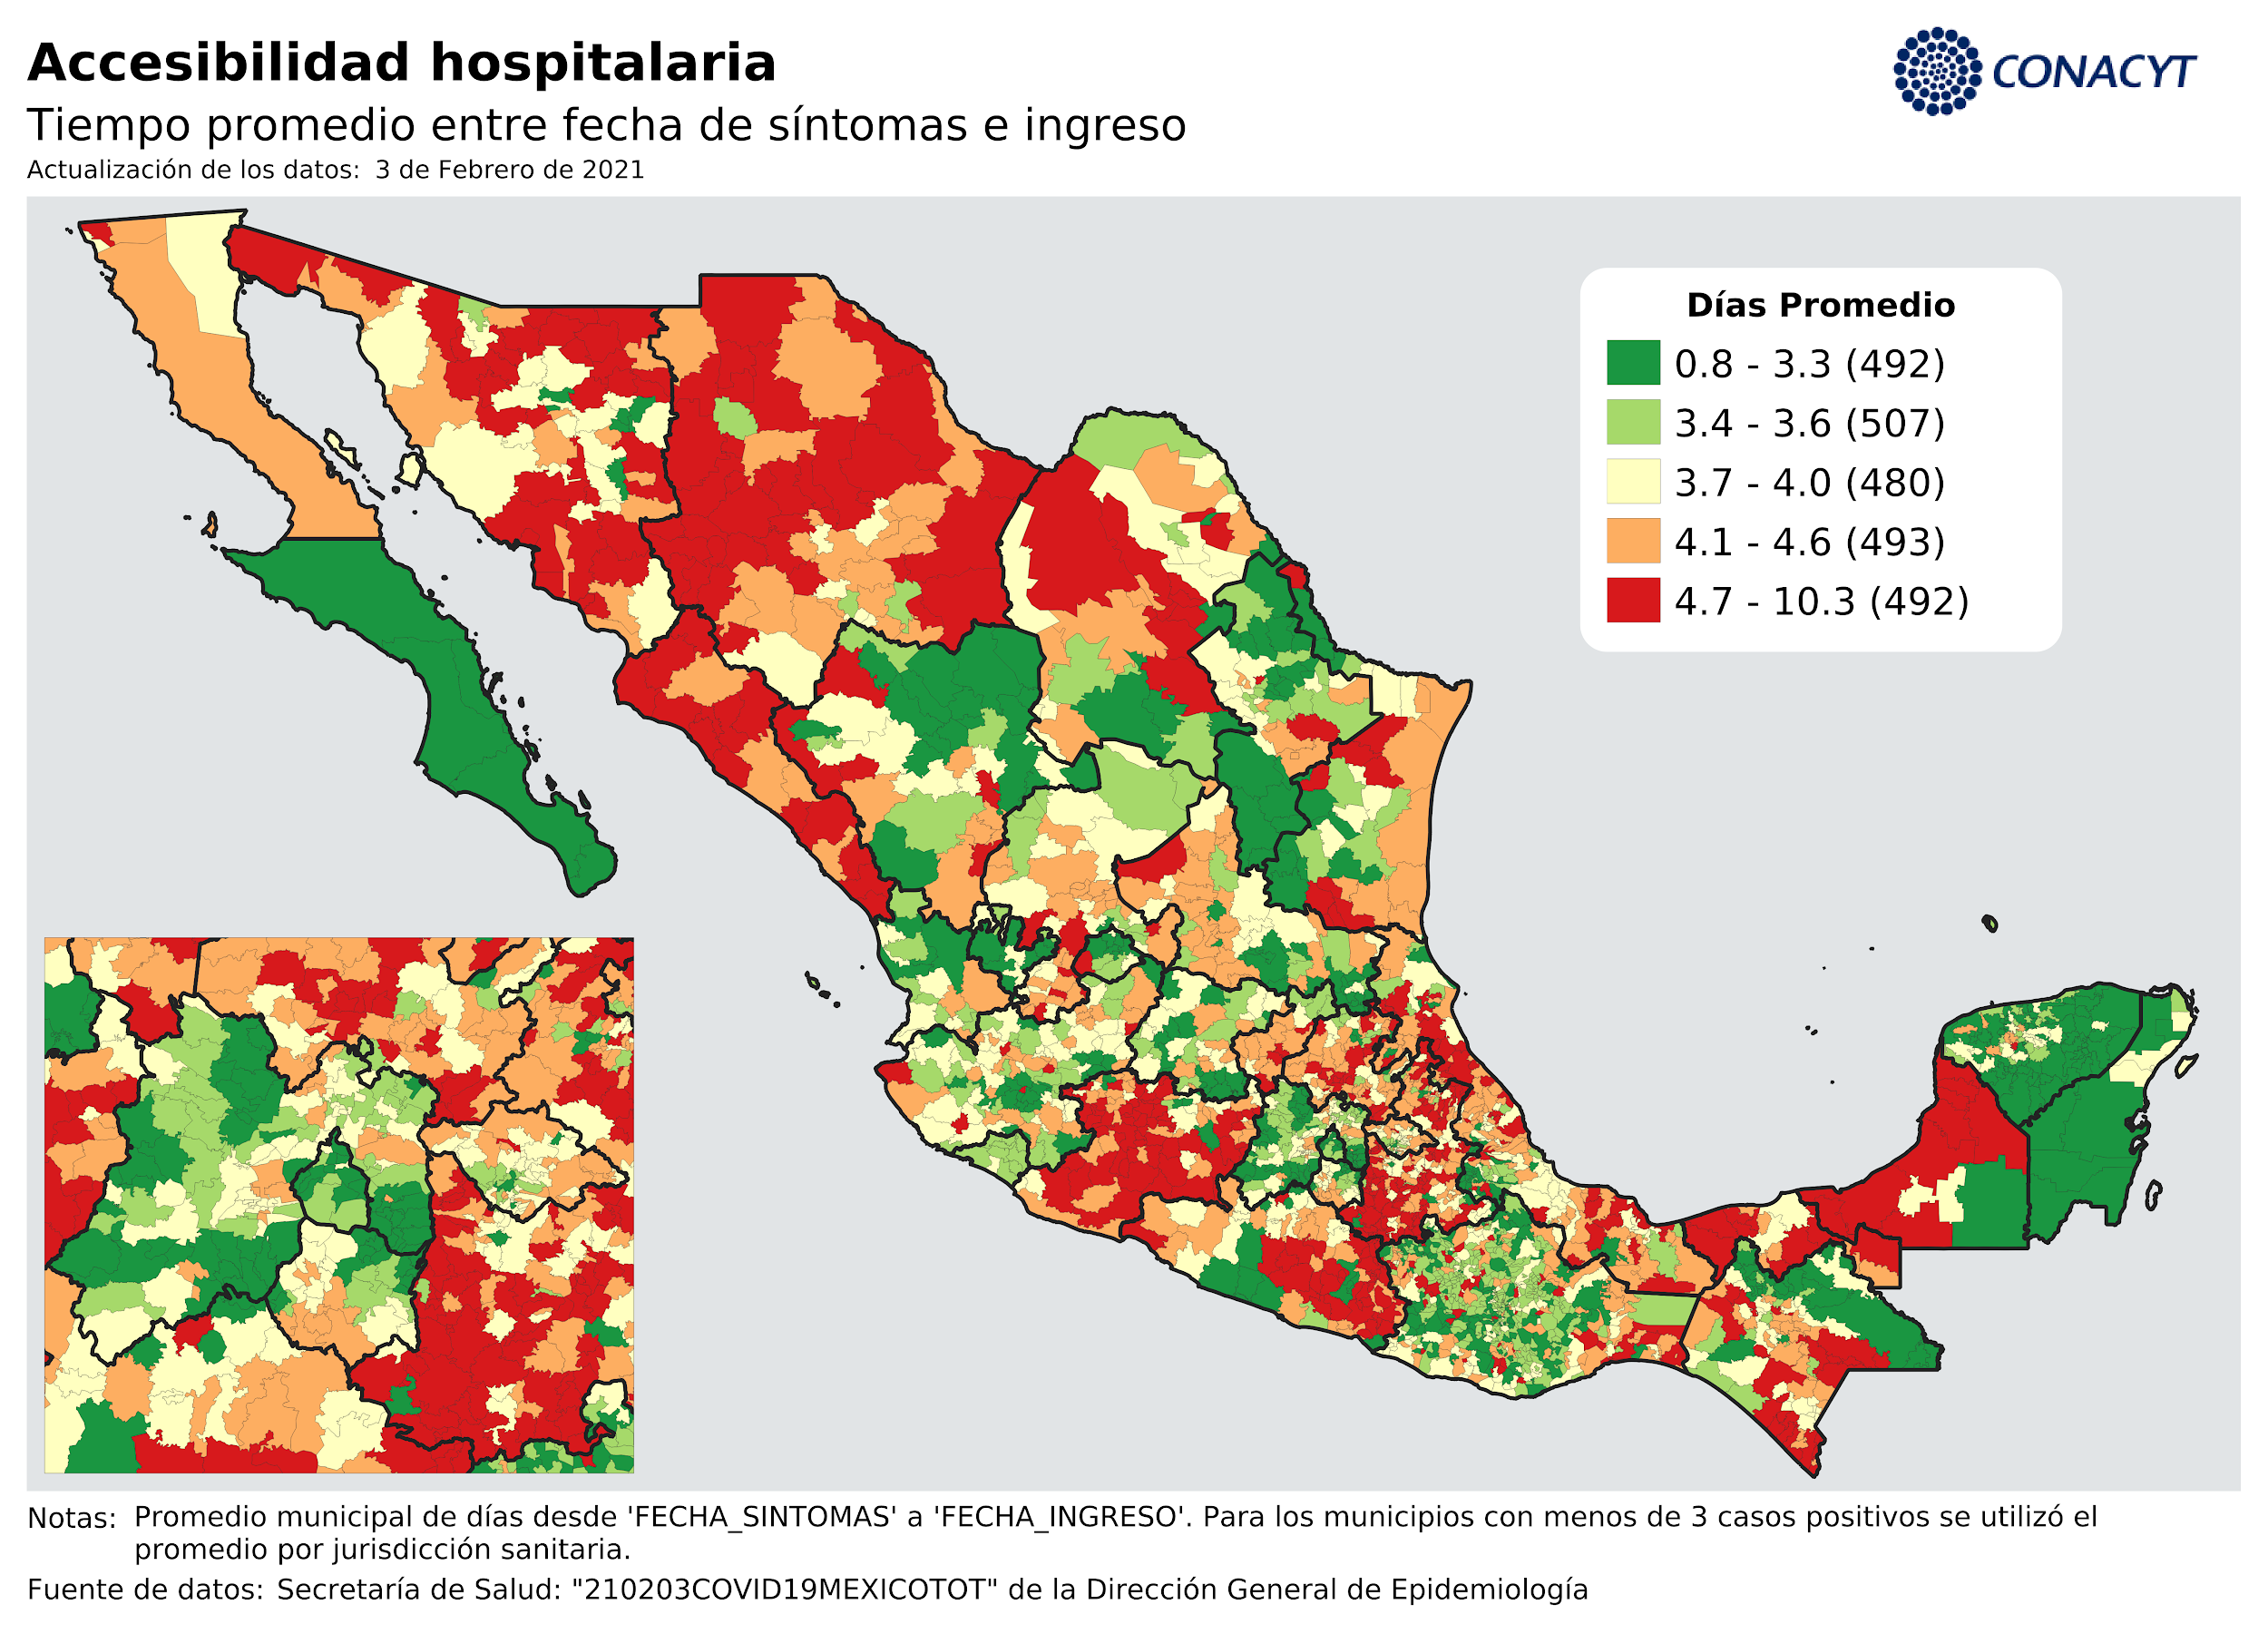 Accesibilidad hospitalaria
CONACYT
Tiempo promedio entre fecha de síntomas e ingreso
Actualización de los datos: 3 de Febrero de 2021
Días Promedio
0.8 - 3.3 (492)
3.4 - 3.6 (507)
3.7 - 4.0 (480)
4.1 - 4.6 (493)
4.7 - 10.3 (492)
Notas: Promedio municipal de días desde 'FECHA_SINTOMAS' a 'FECHA_INGRESO'. Para los municipios con menos de 3 casos positivos se utilizó el
promedio por jurisdicción sanitaria.
Fuente de datos: Secretaría de Salud: "210203COVID19MEXICOTOT" de la Dirección General de Epidemiología